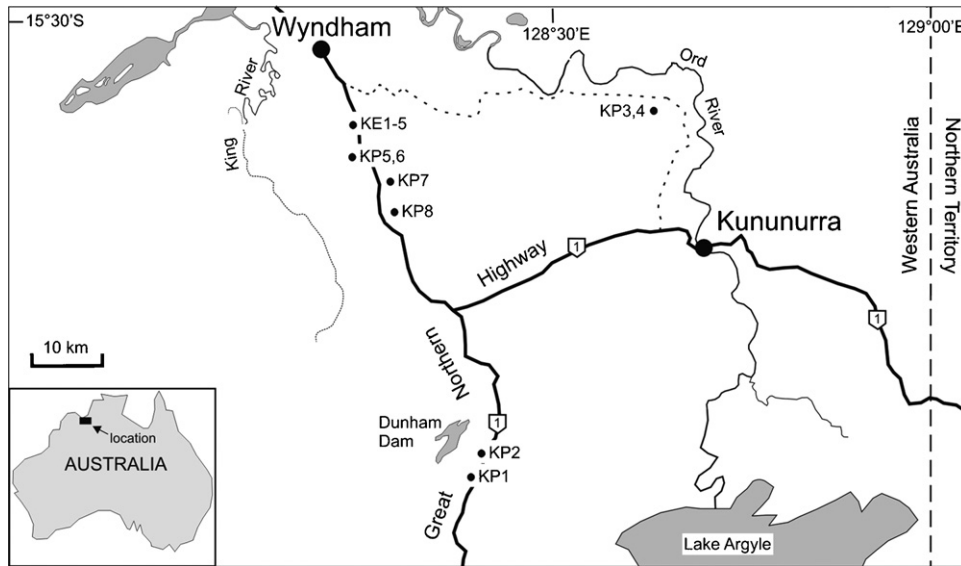 15°30'S
128°30'E
129°00'E
Wyndham
Ord
River
River
King
KE1-5
KP3,4
KP5,6
KP7
KP8
Western Australia
Northern Territory
Kununurra
Highway
1
1
10 km
Northern
Dunham
Dam
1
location
AUSTRALIA
KP2
KP1
Great
Lake Argyle